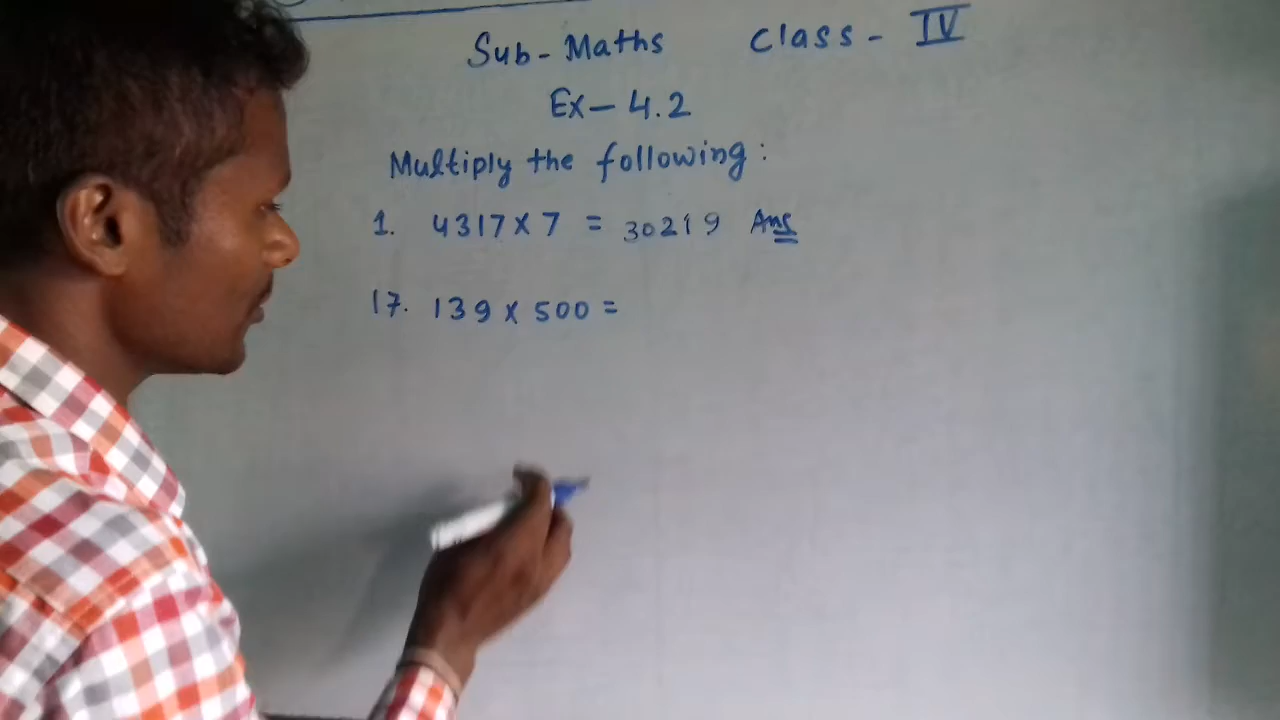 Sub-Maths Class- IV
Ex-4.2
Multiply the following:
1. 4317 x 7 = 30219 Ans
17. 139 x 500 =